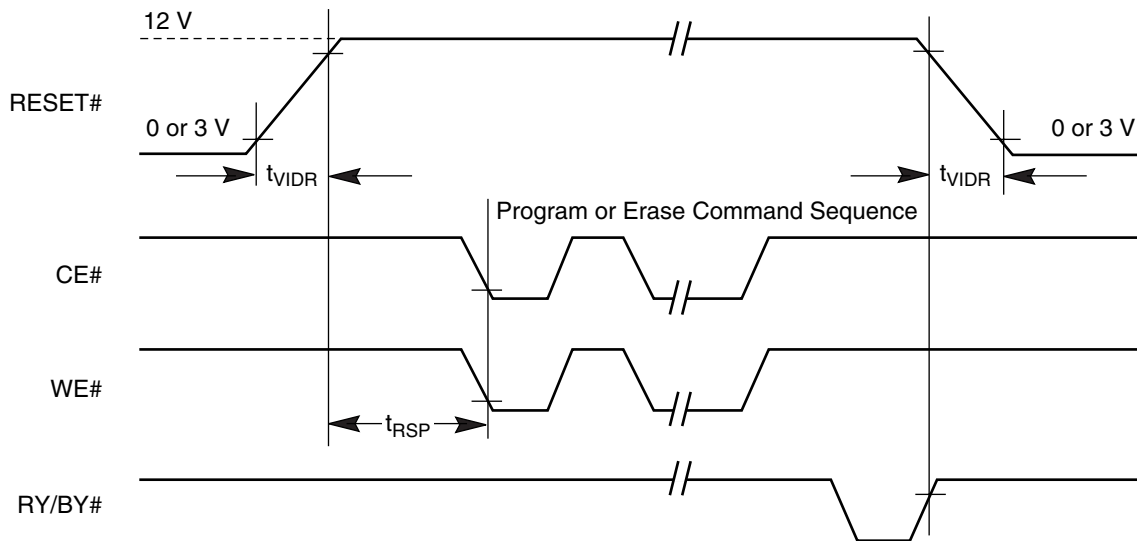 12 V
RESET#
0 or 3 V
0 or 3 V
tVIDR
tVIDR
Program or Erase Command Sequence
CE#
WE#
tRSP
RY/BY#